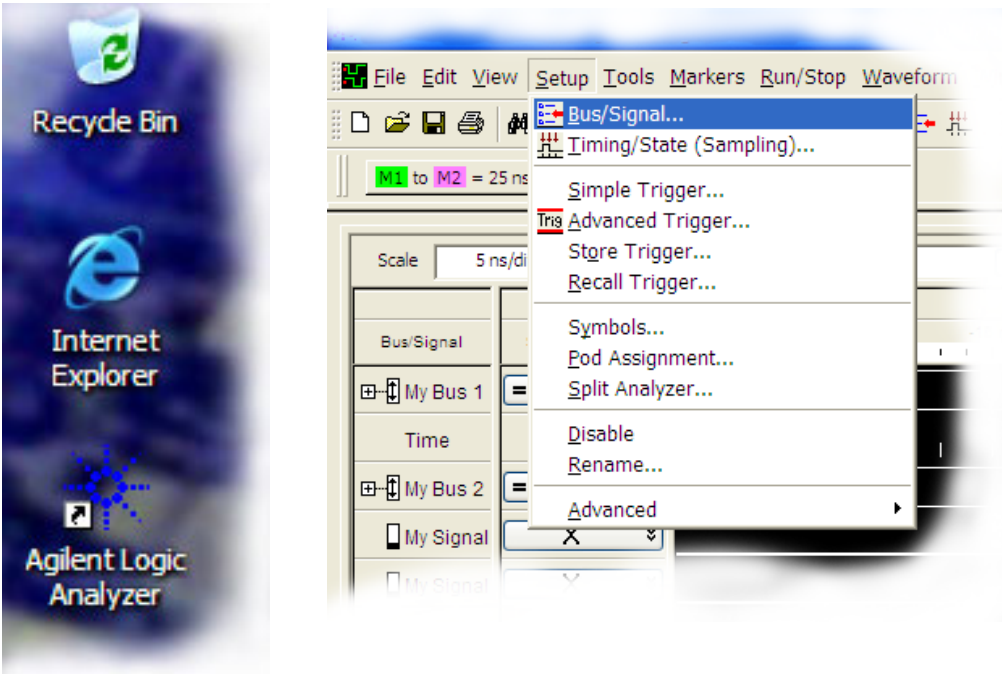 Recycle Bin
Internet
Explorer
Agilent Logic
Analyzer
File Edit View Setup Tools Markers Run/Stop Waveform
M1 to M2 = 25 ns
Scale 5 ns/di
Bus/Signal
My Bus 1
Time
My Bus 2
My Signal X
My Signal X
Bus/Signal...
Timing/State (Sampling)...
Simple Trigger...
Trig Advanced Trigger...
Store Trigger...
Recall Trigger...
Symbols...
Pod Assignment...
Split Analyzer...
Disable
Rename...
Advanced